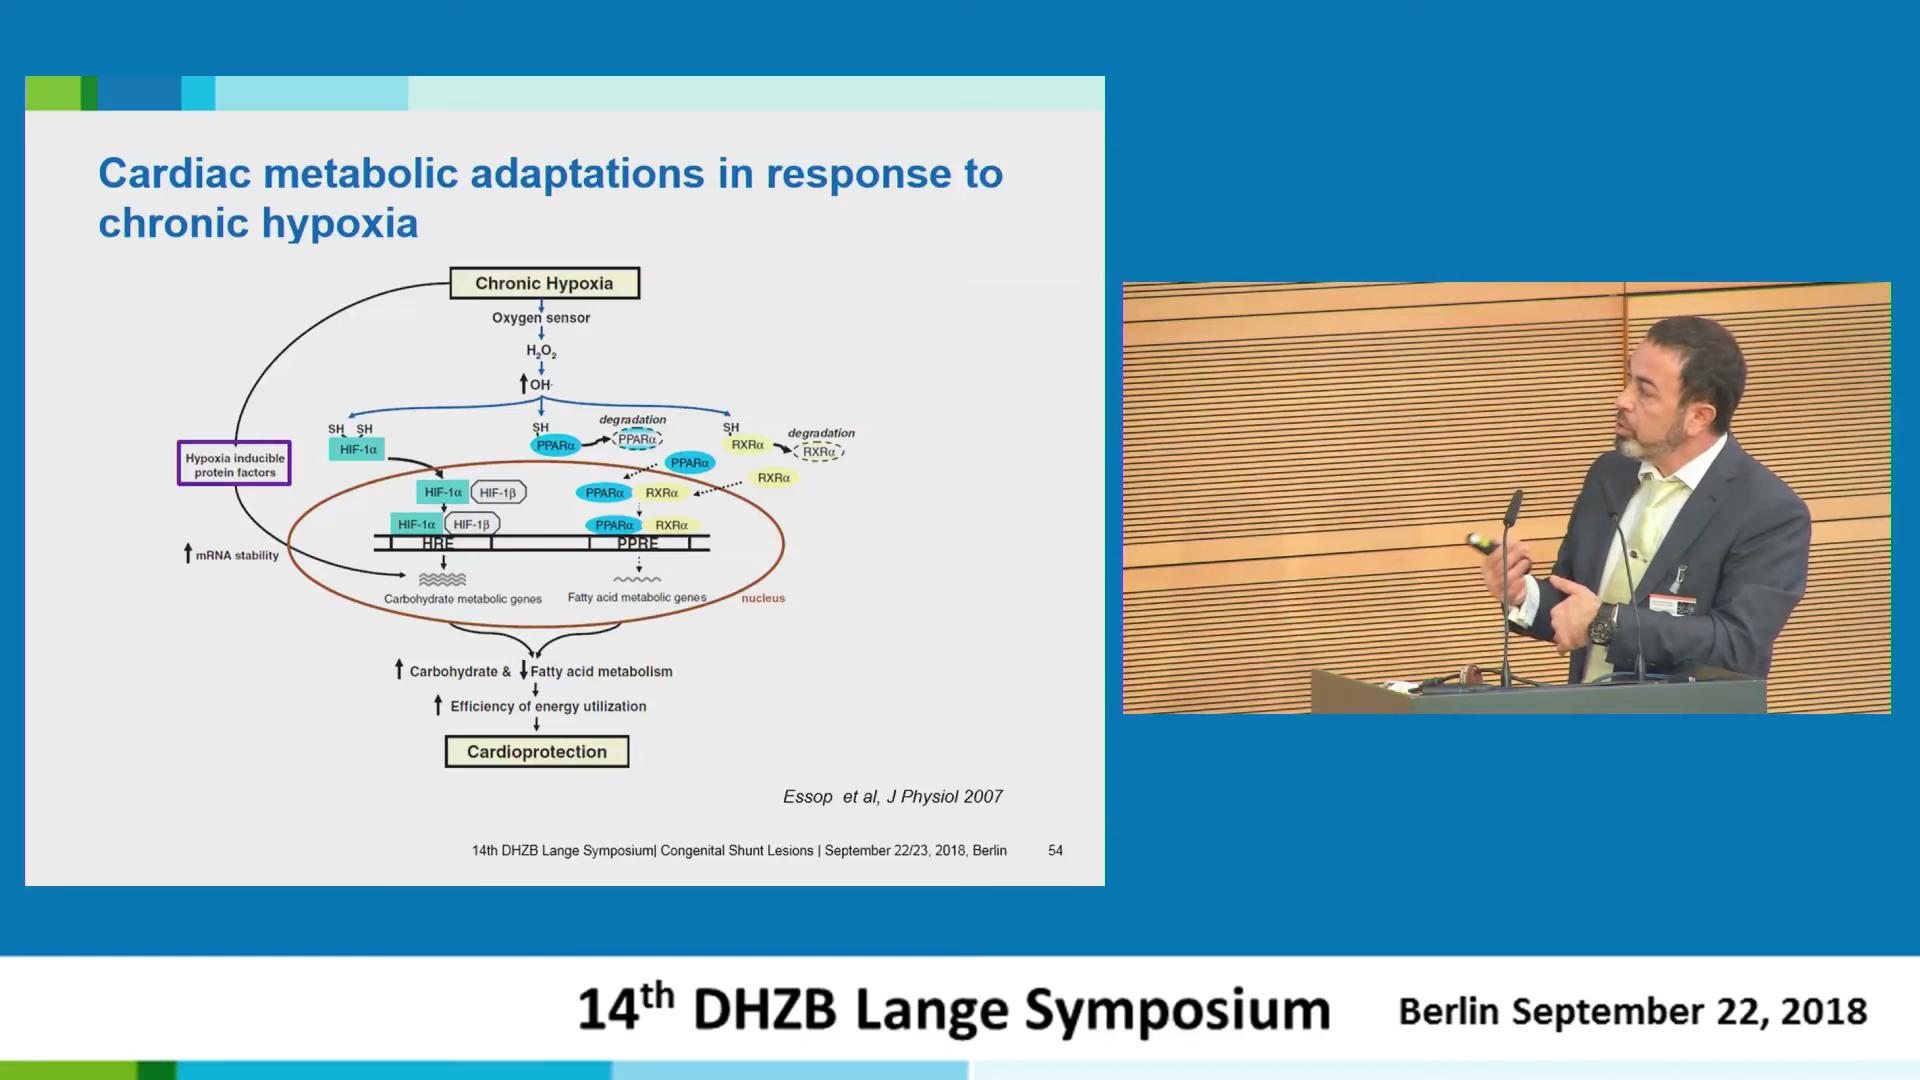 Cardiac metabolic adaptations in response to
chronic hypoxia
Chronic Hypoxia
Oxygen sensor
H₂O₂
OH·
SH SH
HIF-1α
SH
PPARα
degradation
PPARα
SH
RXRα
degradation
RXRα
PPARα
RXRα
Hypoxia inducible
protein factors
HIF-1α HIF-1β
PPARα RXRα
HIF-1α HIF-1β
PPARα RXRα
HRE
PPRE
mRNA stability
Carbohydrate metabolic genes
Fatty acid metabolic genes
nucleus
Carbohydrate & Fatty acid metabolism
Efficiency of energy utilization
Cardioprotection
Essop et al, J Physiol 2007
14th DHZB Lange Symposium| Congenital Shunt Lesions | September 22/23, 2018, Berlin 54
14th DHZB Lange Symposium Berlin September 22, 2018